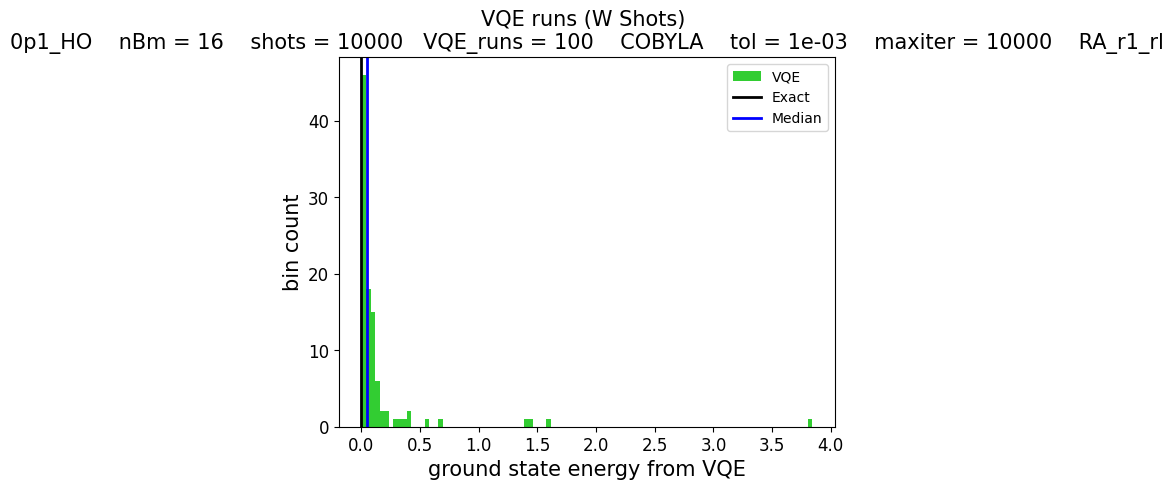 VQE runs (W Shots)
0p1_HO    nBm = 16    shots = 10000   VQE_runs = 100    COBYLA    tol = 1e-03    maxiter = 10000    RA_r1_rl
VQE
Exact
Median
bin count
40
30
20
10
0
0.0 0.5 1.0 1.5 2.0 2.5 3.0 3.5 4.0
ground state energy from VQE